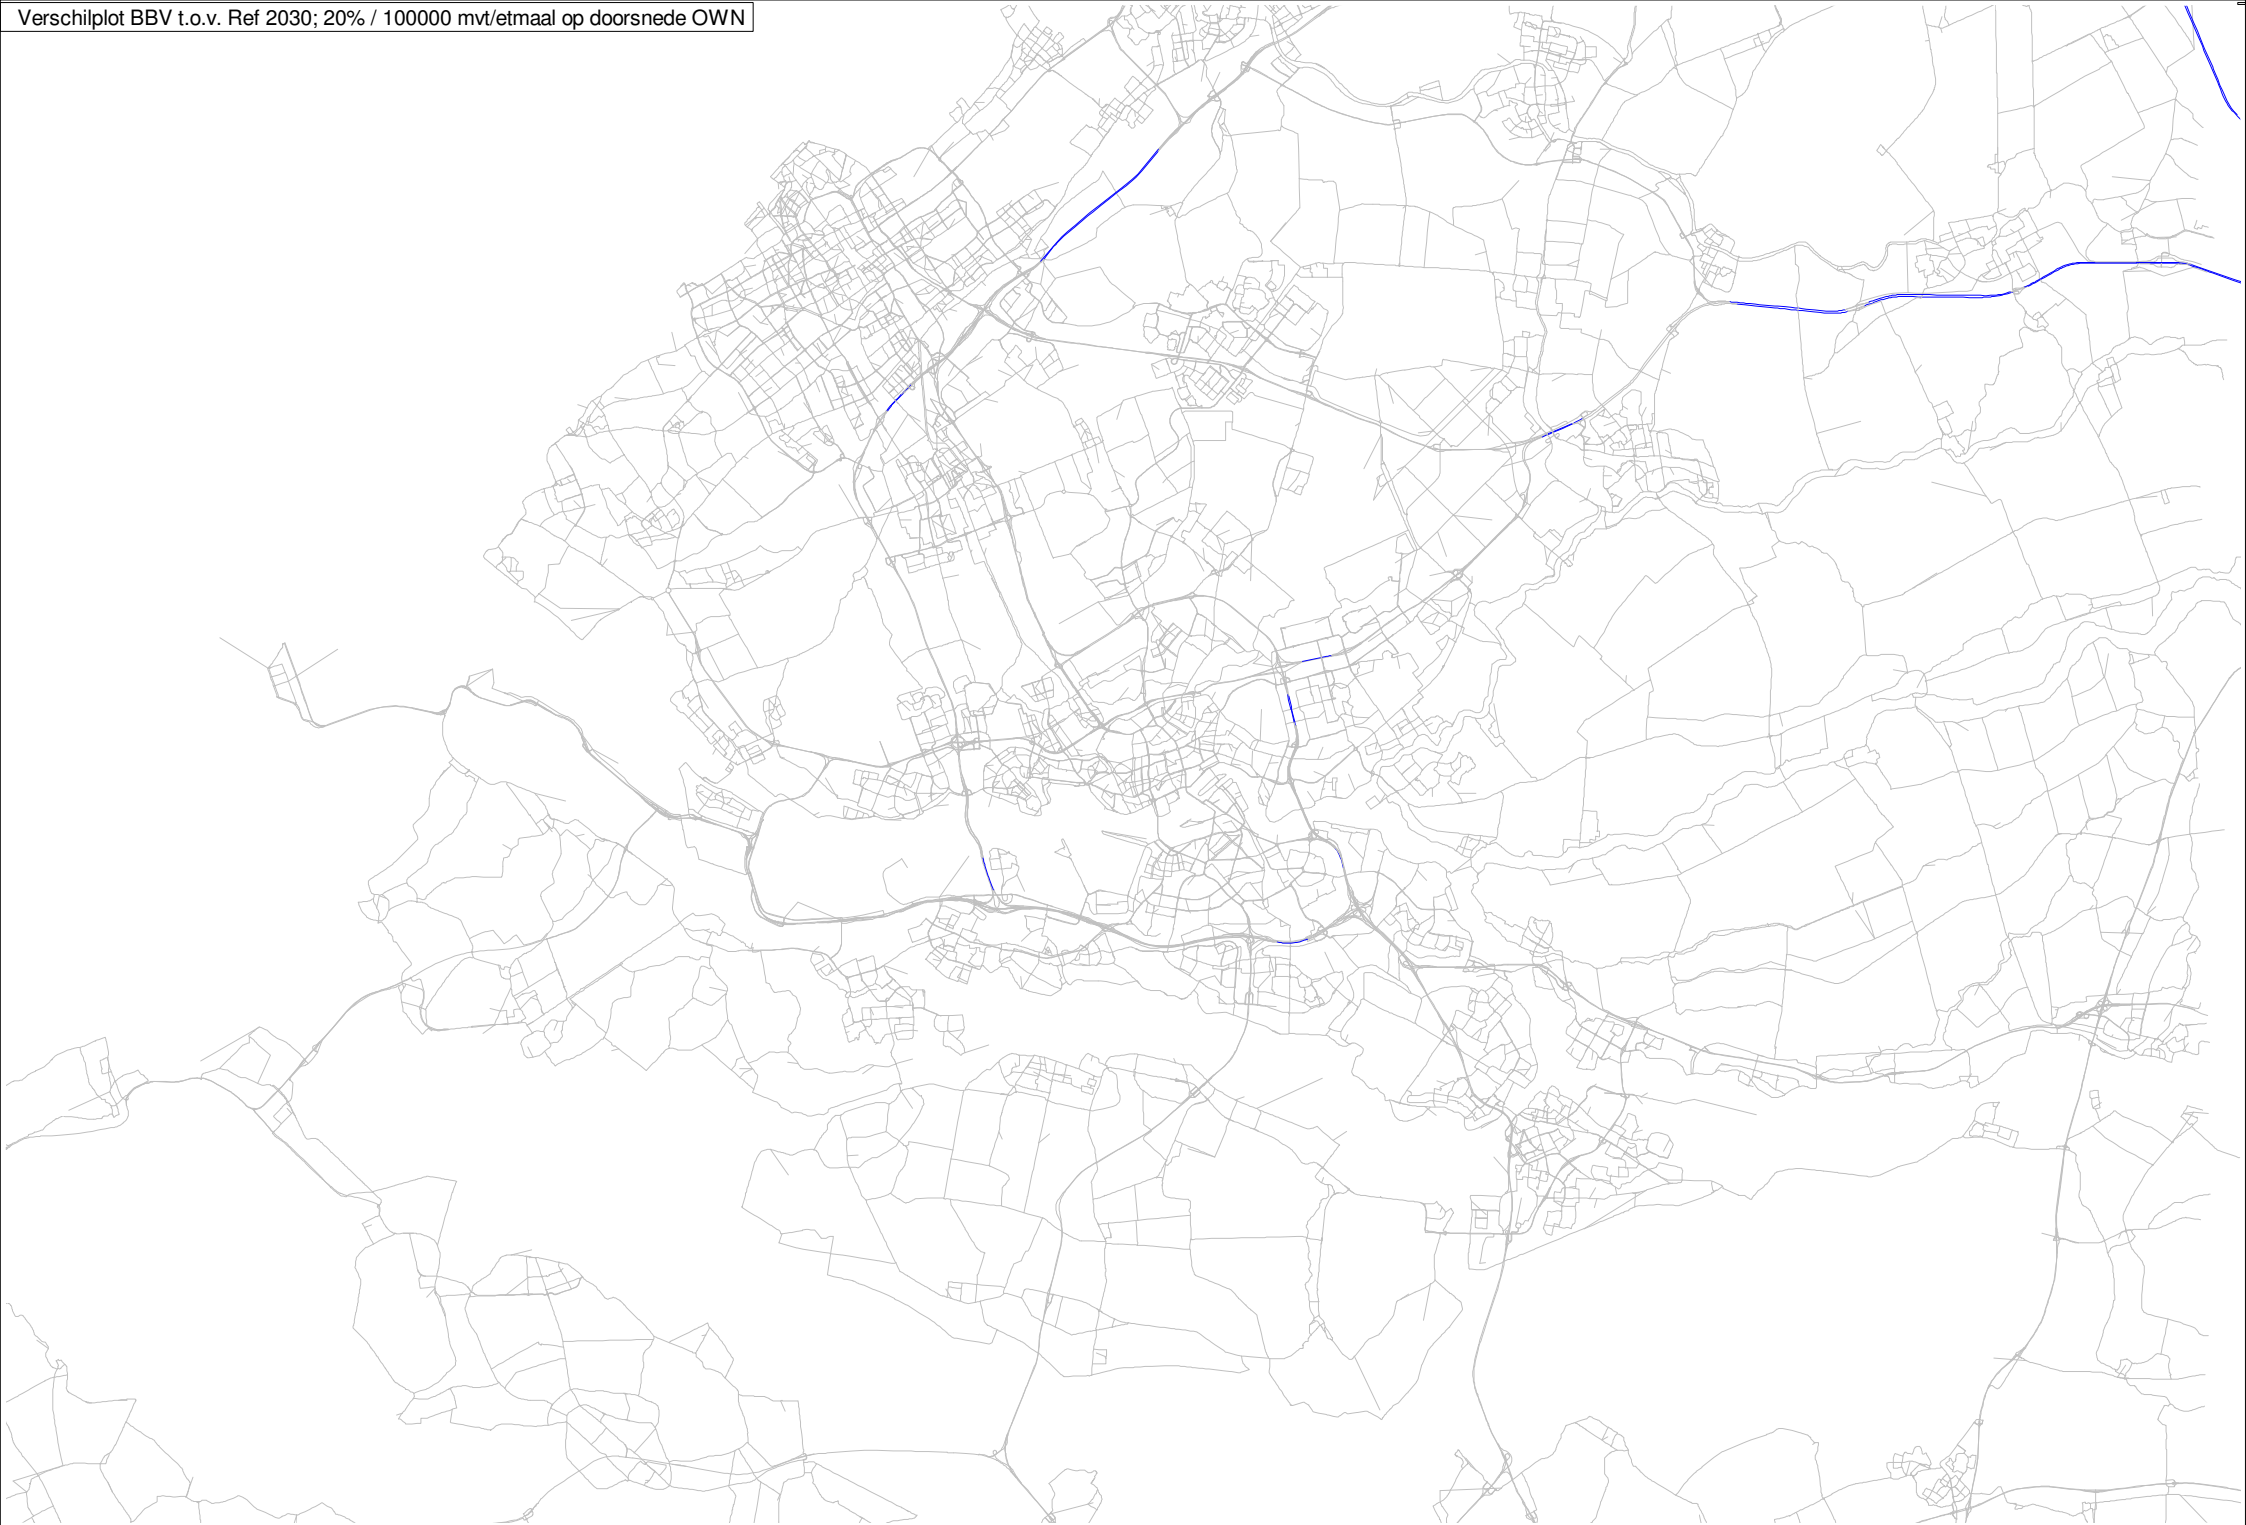 Verschilplot BBV t.o.v. Ref 2030; 20% / 100000 mvt/etmaal op doorsnede OWN